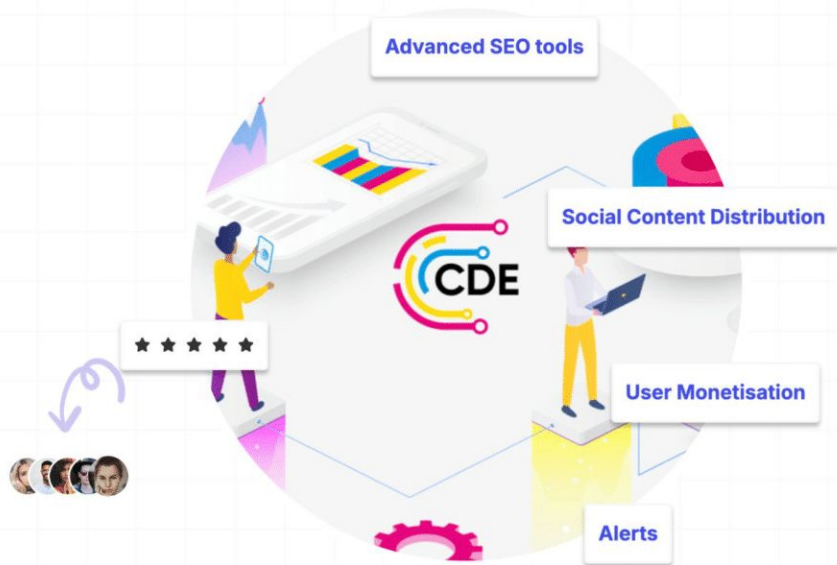 Advanced SEO tools
Social Content Distribution
CDE
User Monetisation
Alerts